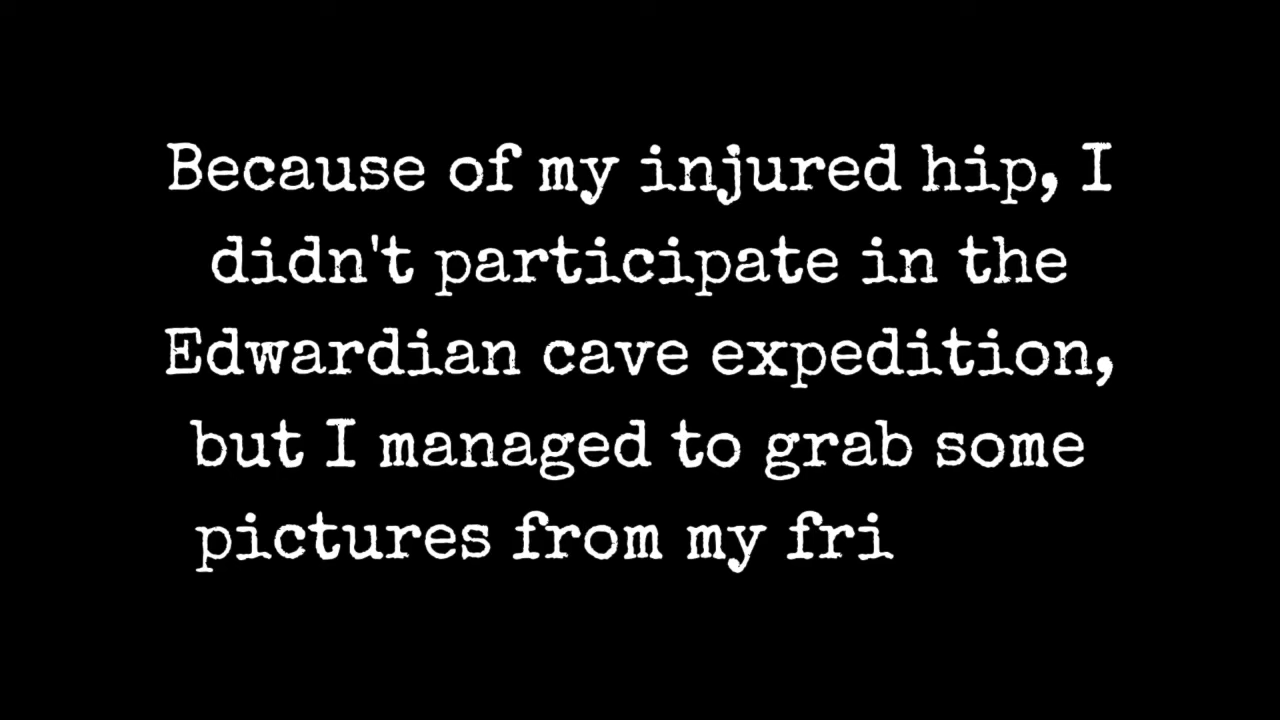 Because of my injured hip, I
didn't participate in the
Edwardian cave expedition,
but I managed to grab some
pictures from my fri